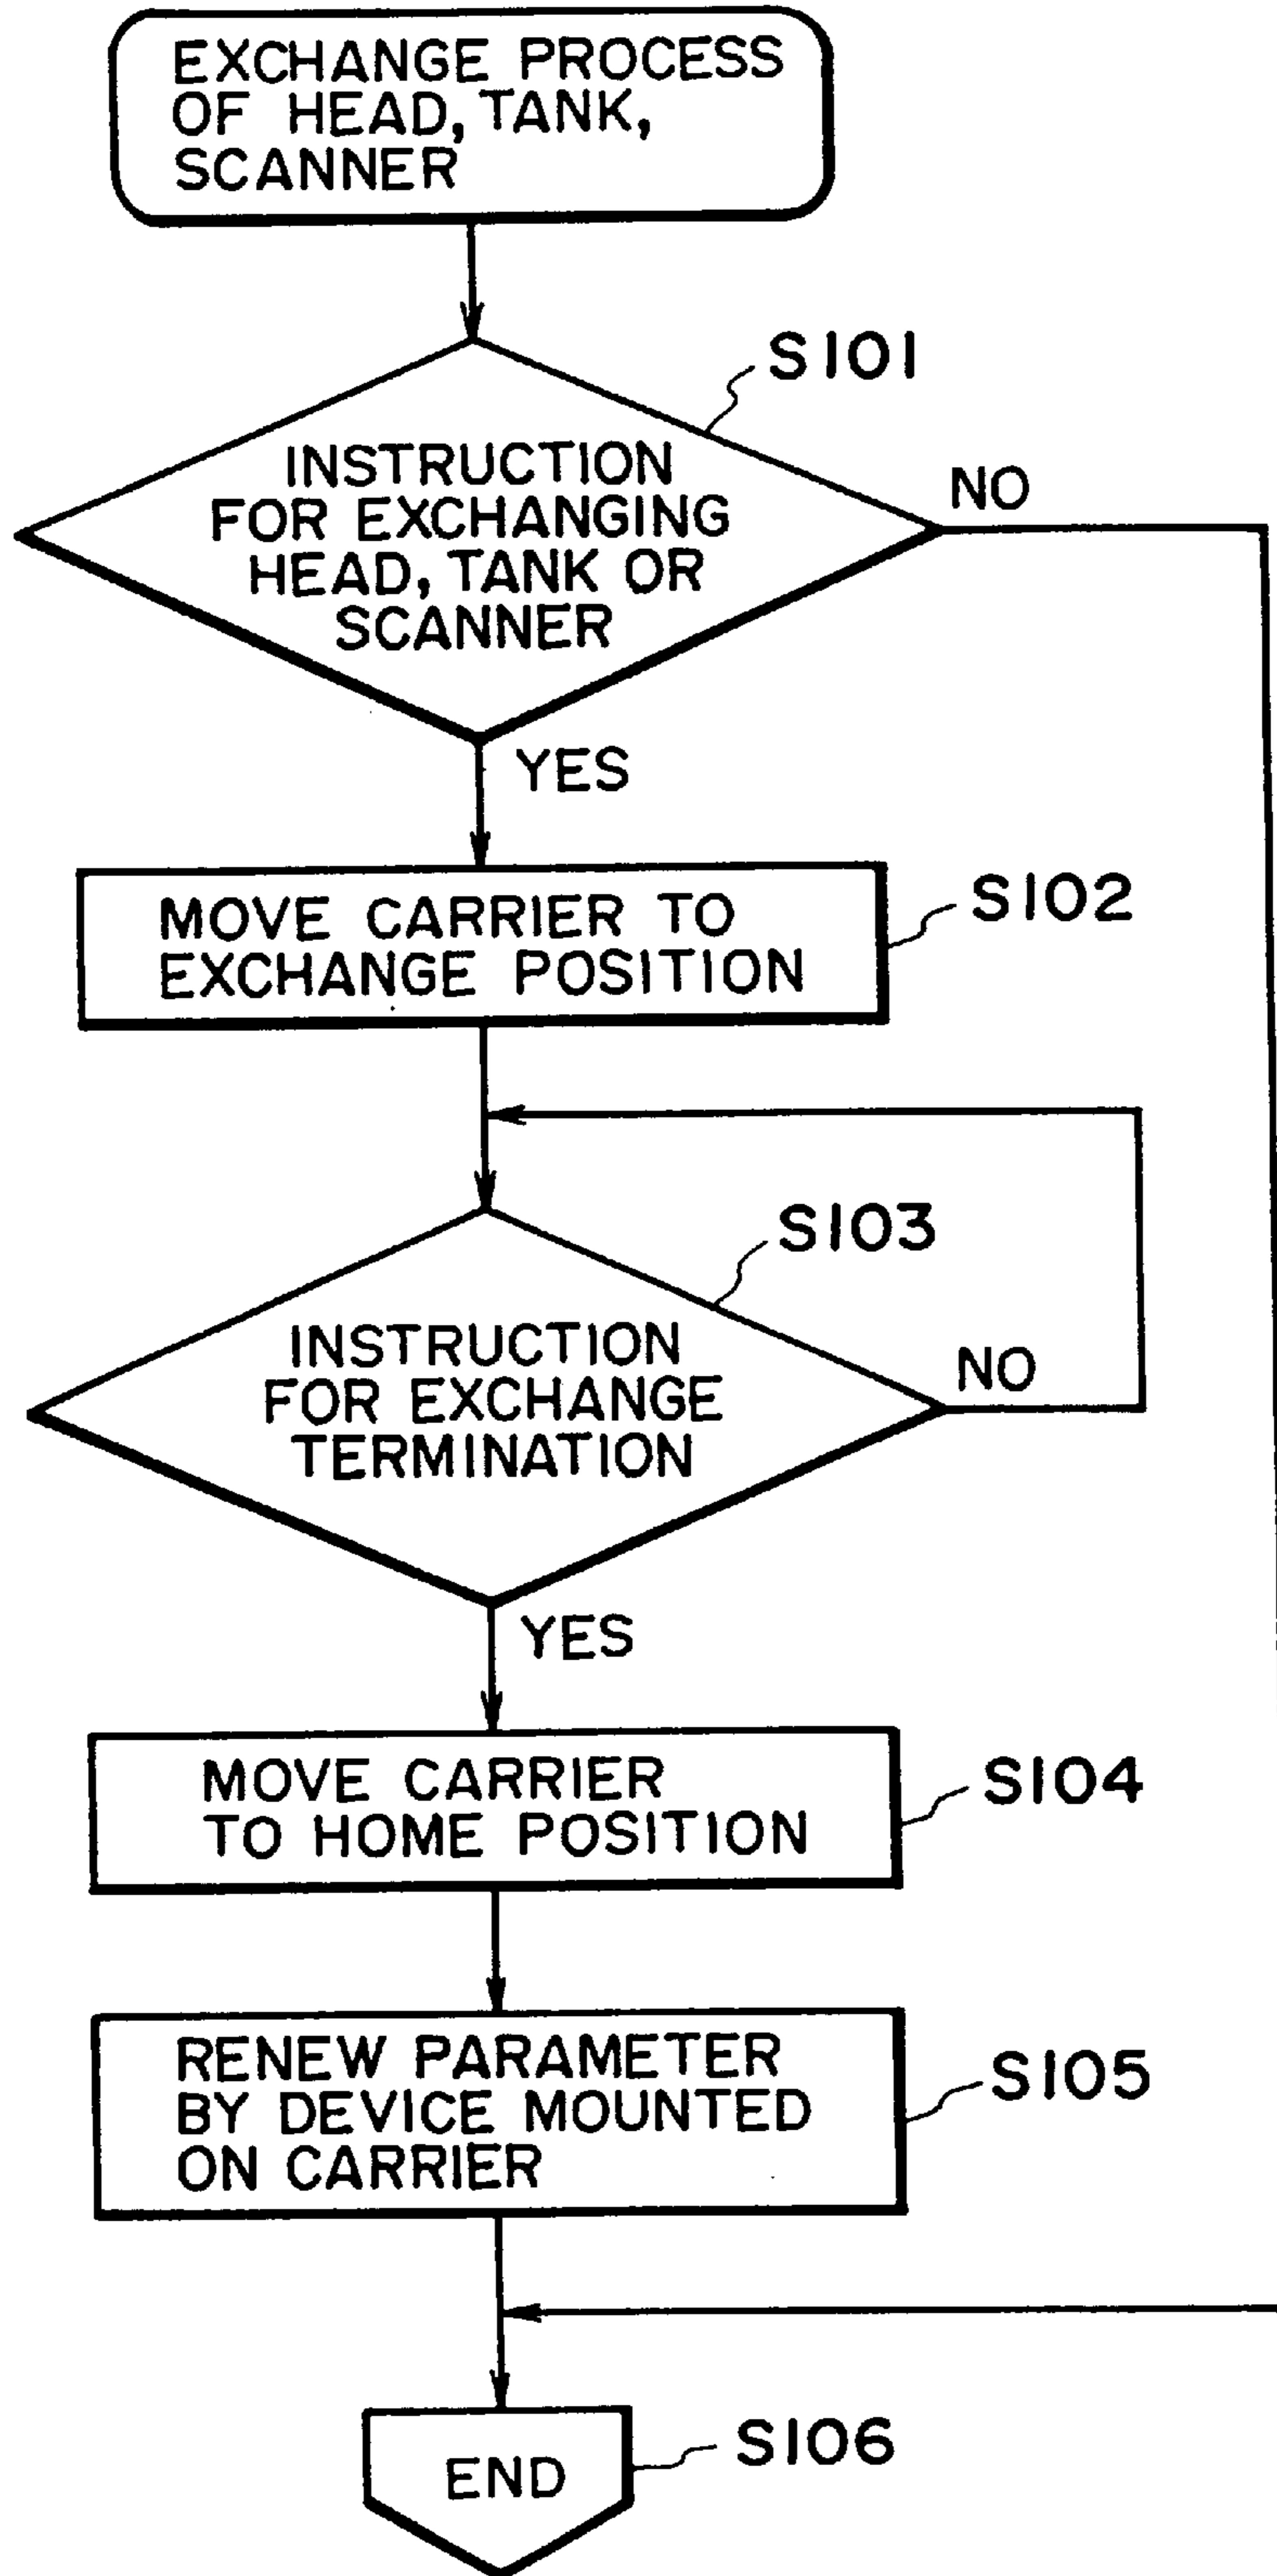 EXCHANGE PROCESS
OF HEAD, TANK,
SCANNER
S101
INSTRUCTION
FOR EXCHANGING
HEAD, TANK OR
SCANNER
NO
YES
MOVE CARRIER TO
EXCHANGE POSITION
S102
S103
INSTRUCTION
FOR EXCHANGE
TERMINATION
NO
YES
MOVE CARRIER
TO HOME POSITION
S104
RENEW PARAMETER
BY DEVICE MOUNTED
ON CARRIER
S105
END
S106